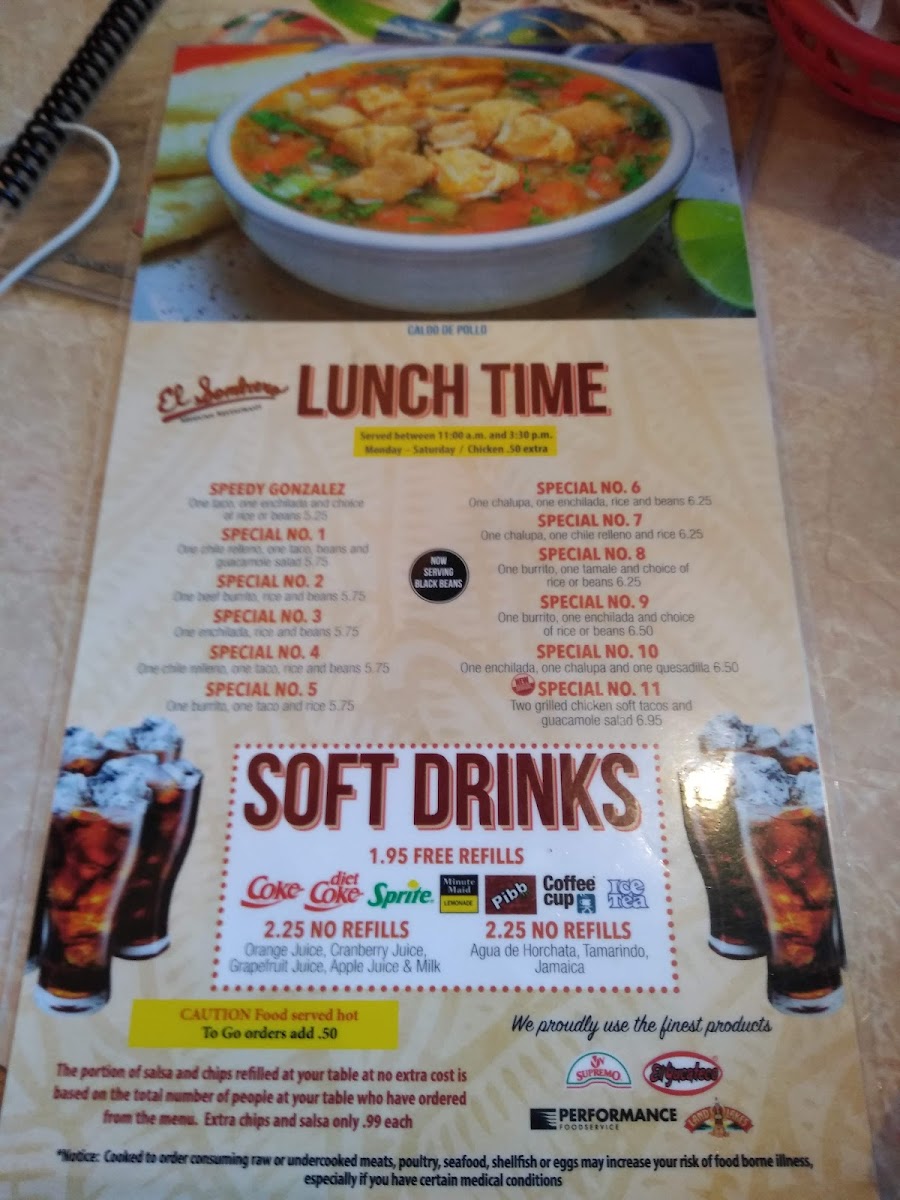 CALDO DE POLLO
El Sombrero
MEXICAN RESTAURANT
LUNCH TIME
Served between 11:00 a.m. and 3:30 p.m.
Monday – Saturday / Chicken .50 extra
SPEEDY GONZALEZ
One taco, one enchilada and choice
of rice or beans 5.25
SPECIAL NO. 1
One chile relleno, one taco, beans and
guacamole salad 5.75
SPECIAL NO. 2
One beef burrito, rice and beans 5.75
SPECIAL NO. 3
One enchilada, rice and beans 5.75
SPECIAL NO. 4
One chile relleno, one taco, rice and beans 5.75
SPECIAL NO. 5
One burrito, one taco and rice 5.75
NOW
SERVING
BLACK BEANS
SPECIAL NO. 6
One chalupa, one enchilada, rice and beans 6.25
SPECIAL NO. 7
One chalupa, one chile relleno and rice 6.25
SPECIAL NO. 8
One burrito, one tamale and choice of
rice or beans 6.25
SPECIAL NO. 9
One burrito, one enchilada and choice
of rice or beans 6.50
SPECIAL NO. 10
One enchilada, one chalupa and one quesadilla 6.50
NEW
SPECIAL NO. 11
Two grilled chicken soft tacos and
guacamole salad 6.95
SOFT DRINKS
1.95 FREE REFILLS
Coke diet Coke Sprite Minute Maid LEMONADE Pibb Coffee cup ICE Tea
2.25 NO REFILLS
Orange Juice, Cranberry Juice,
Grapefruit Juice, Apple Juice & Milk
2.25 NO REFILLS
Agua de Horchata, Tamarindo,
Jamaica
CAUTION Food served hot
To Go orders add .50
The portion of salsa and chips refilled at your table at no extra cost is
based on the total number of people at your table who have ordered
from the menu. Extra chips and salsa only .99 each
We proudly use the finest products
SUPREMO
El Yucateco
PERFORMANCE
FOODSERVICE
LAND O LAKES
*Notice: Cooked to order consuming raw or undercooked meats, poultry, seafood, shellfish or eggs may increase your risk of food borne illness,
especially if you have certain medical conditions